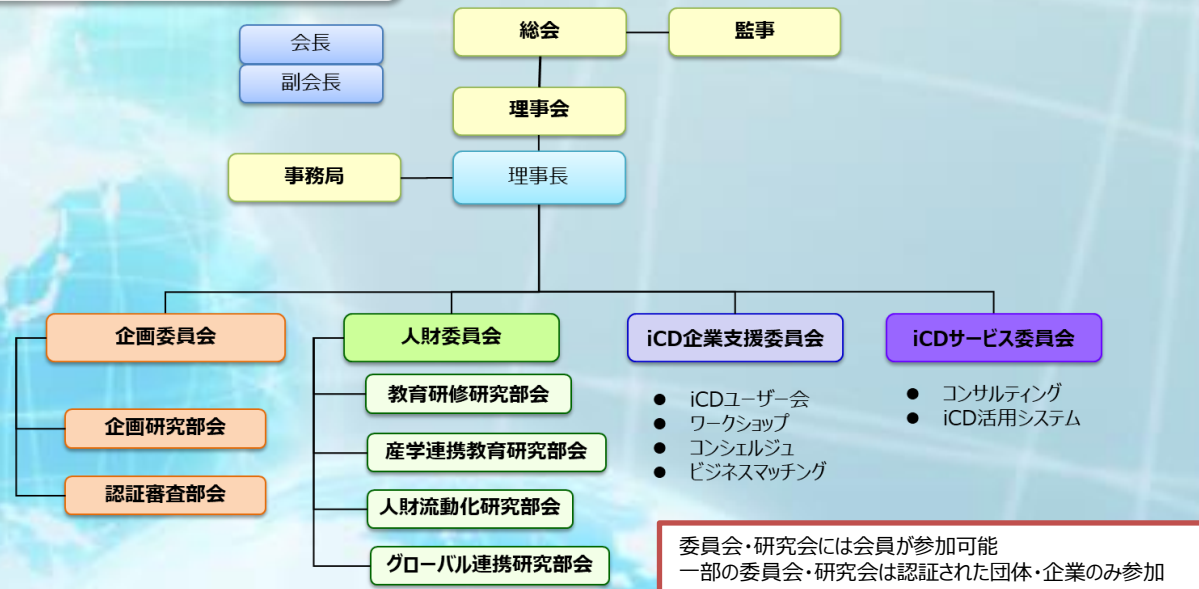 会長
副会長
総会
監事
理事会
事務局
理事長
企画委員会
企画研究部会
認証審査部会
人財委員会
教育研修研究部会
産学連携教育研究部会
人財流動化研究部会
グローバル連携研究部会
iCD企業支援委員会
● iCDユーザー会
● ワークショップ
● コンシェルジュ
● ビジネスマッチング
iCDサービス委員会
● コンサルティング
● iCD活用システム
委員会・研究会には会員が参加可能
一部の委員会・研究会は認証された団体・企業のみ参加